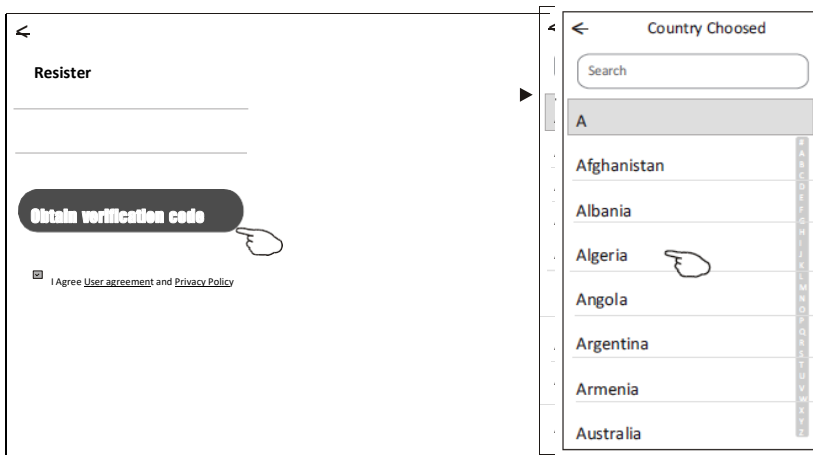 Resister
Obtain verification code
I Agree User agreement and Privacy Policy
Country Choosed
Search
A
Afghanistan
Albania
Algeria
Angola
Argentina
Armenia
Australia
#
A
B
C
D
E
F
G
H
I
J
K
L
M
N
O
P
Q
R
S
T
U
V
W
X
Y
Z